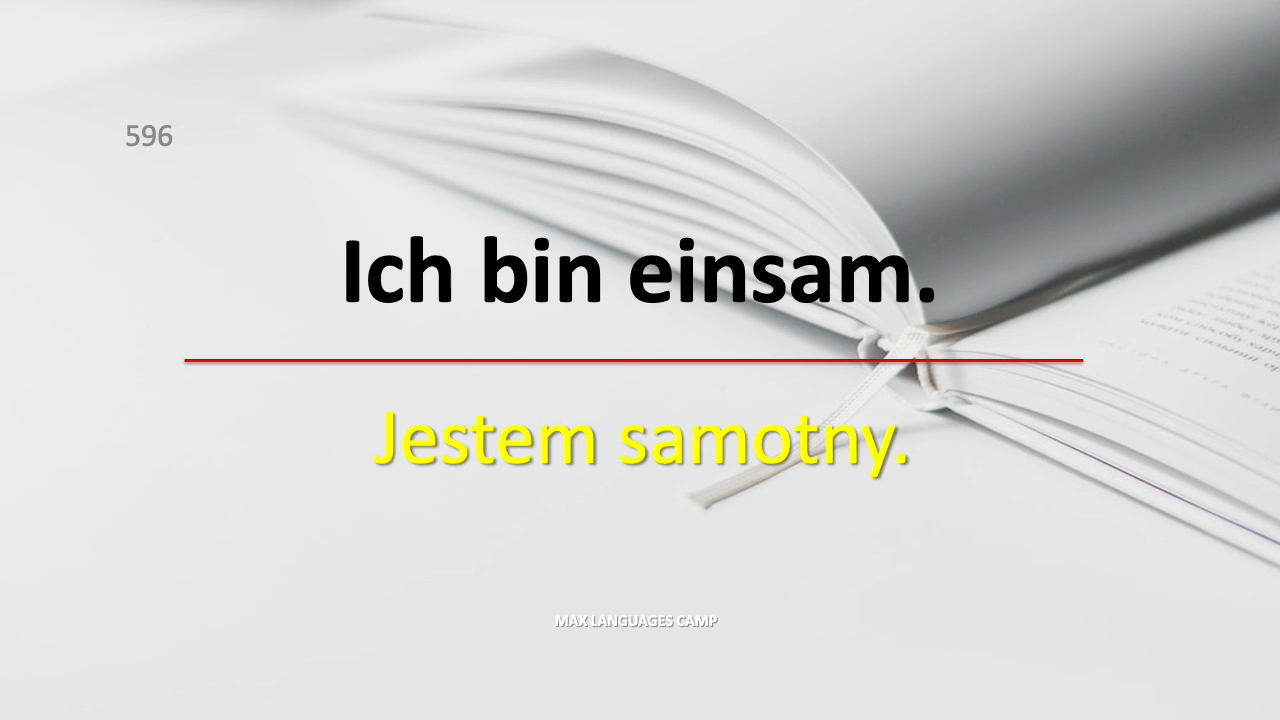 596
Ich bin einsam.
Jestem samotny.
MAX LANGUAGES CAMP